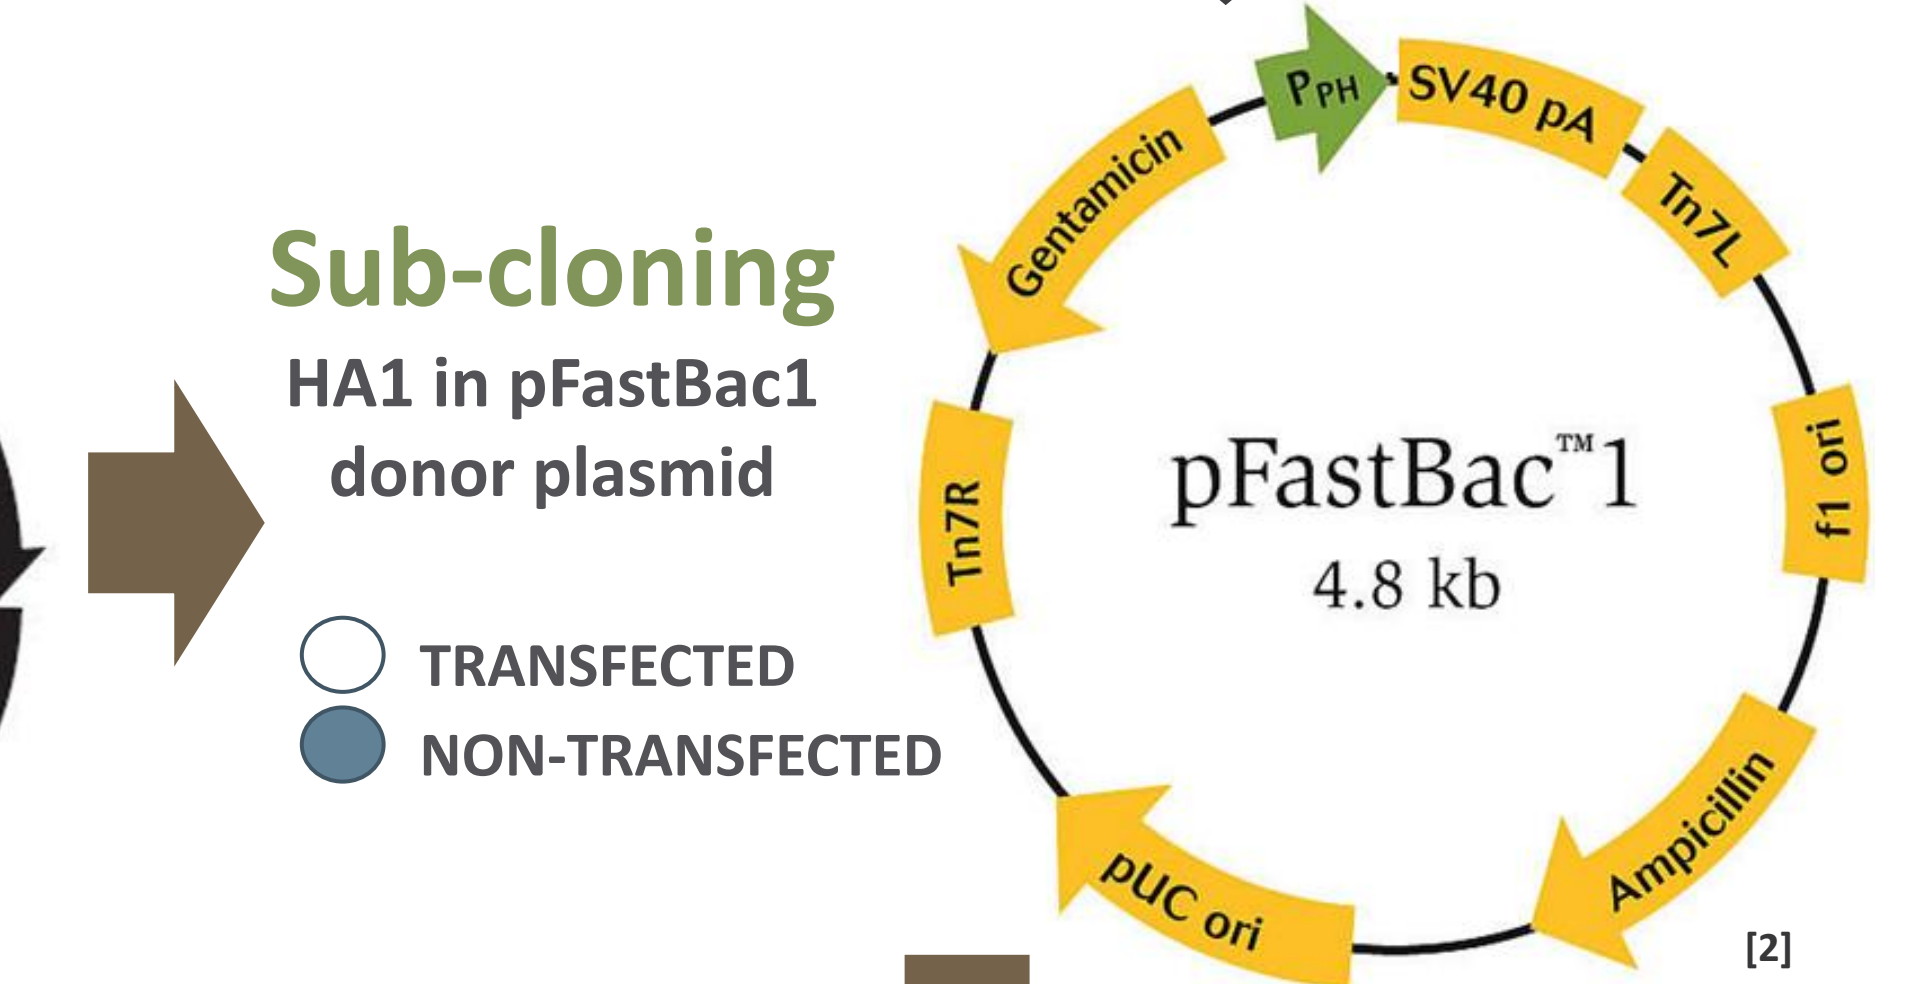 Sub-cloning
HA1 in pFastBac1
donor plasmid
TRANSFECTED
NON-TRANSFECTED
PPH
SV40 pA
Tn7L
f1 ori
Ampicillin
pUC ori
Tn7R
Gentamicin
pFastBac™1
4.8 kb
[2]